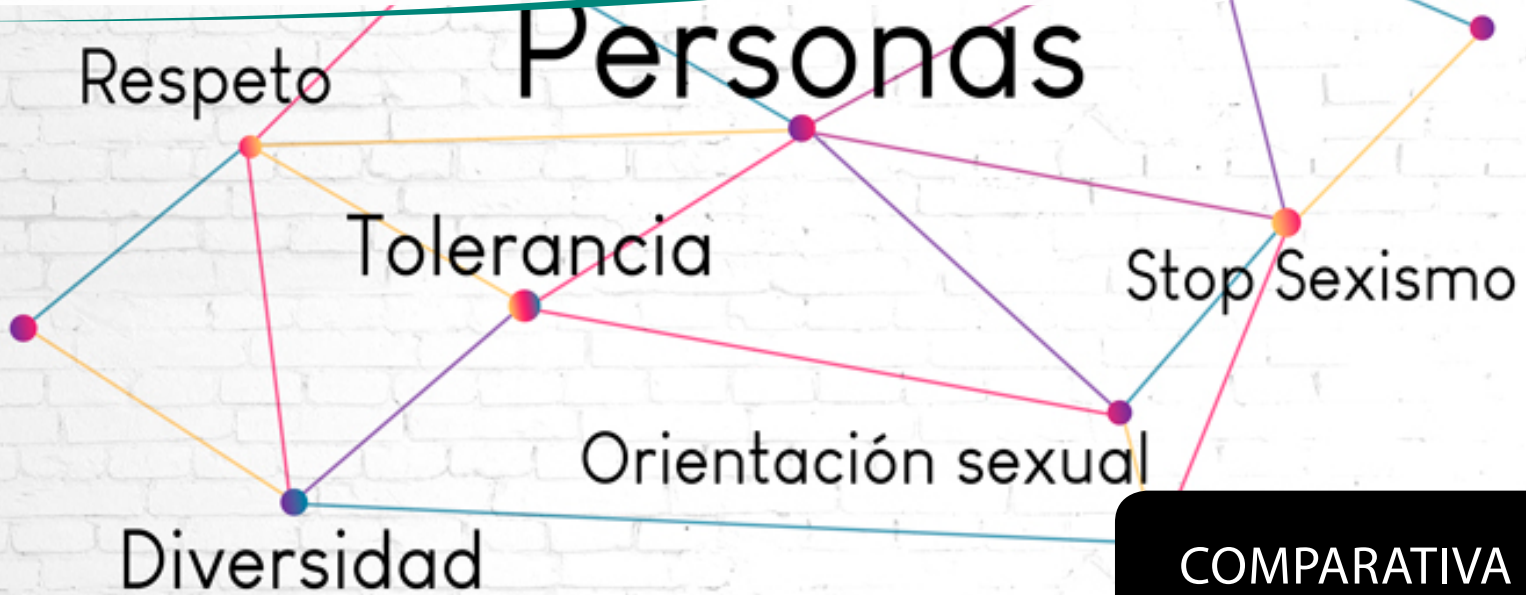 Personas
Respeto
Tolerancia
Stop Sexismo
Orientación sexual
Diversidad
COMPARATIVA